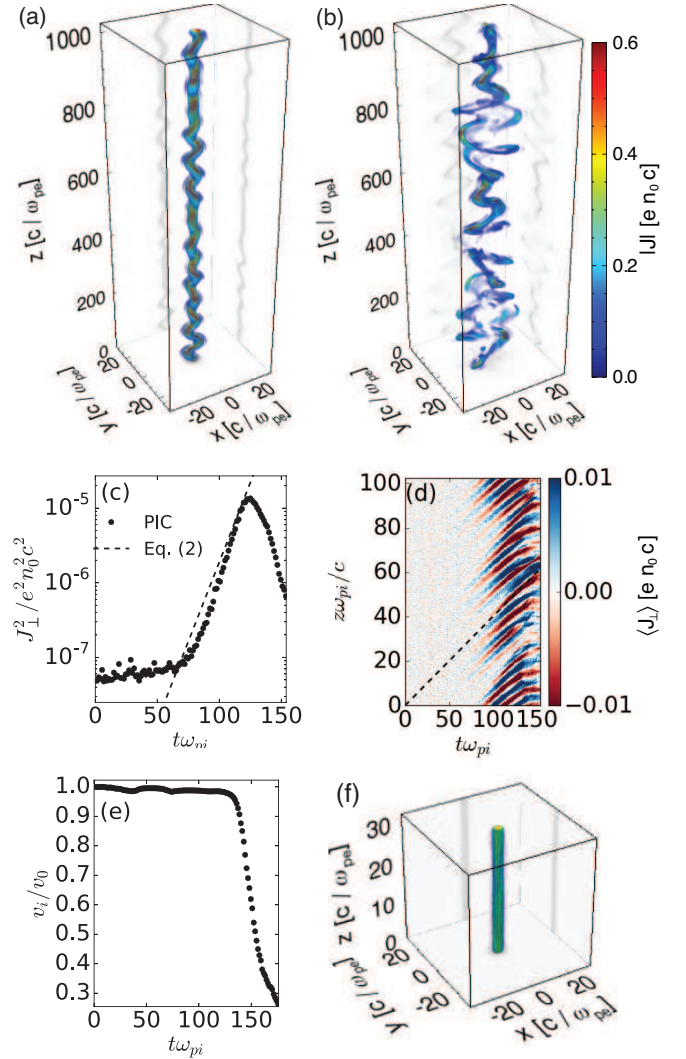 (a)
(b)
1000
800
600
400
200
0
z [c / ω_pe]
y [c / ω_pe]
20
0
-20
x [c / ω_pe]
-20
0
20
1000
800
600
400
200
0
z [c / ω_pe]
y [c / ω_pe]
20
0
-20
x [c / ω_pe]
-20
0
20
0.6
0.4
0.2
0.0
|J| [e n_0 c]
(c)
10^-5
10^-6
10^-7
J_⊥^2/e^2n_0^2c^2
PIC
Eq. (2)
0 50 100 150
tω_pi
(d)
100
80
60
40
20
0
zω_pi/c
0 50 100 150
tω_pi
0.01
0.00
−0.01
⟨J_⊥⟩ [e n_0 c]
(e)
1.0
0.9
0.8
0.7
0.6
0.5
0.4
0.3
v_i/v_0
0 50 100 150
tω_pi
(f)
30
20
10
0
z [c / ω_pe]
y [c / ω_pe]
20
0
-20
x [c / ω_pe]
-20
0
20